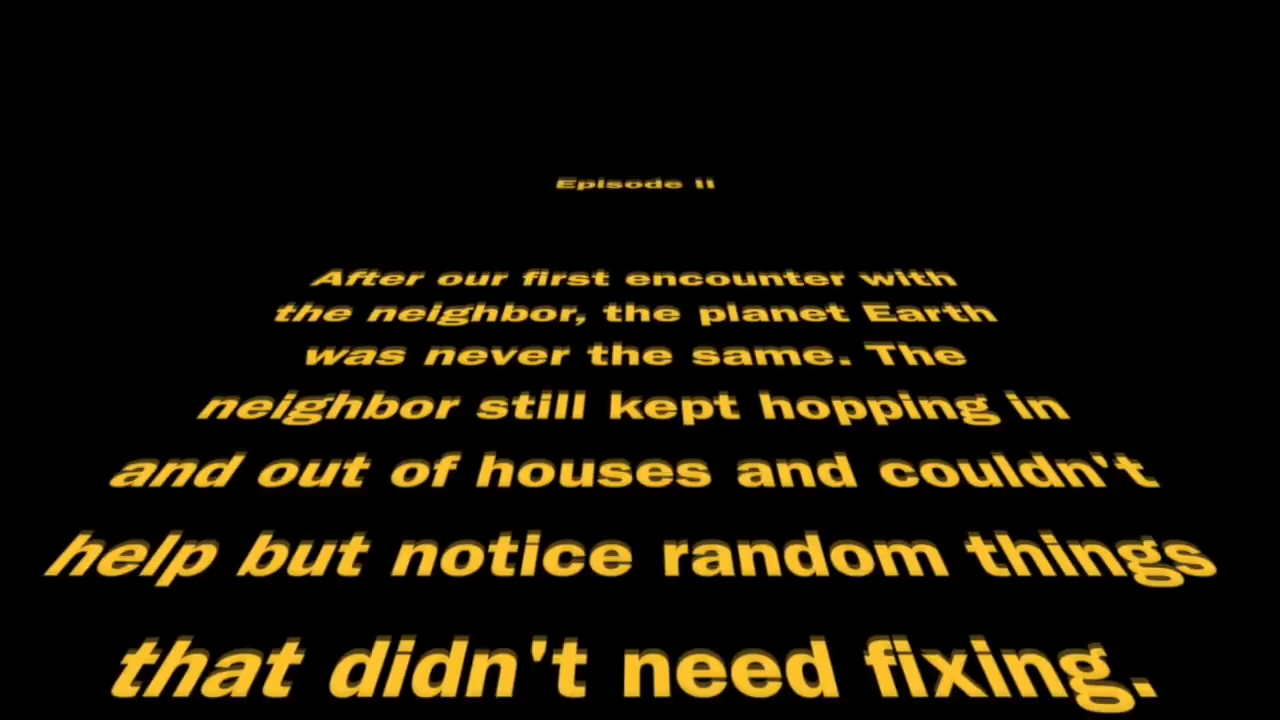 Episode II
After our first encounter with
the neighbor, the planet Earth
was never the same. The
neighbor still kept hopping in
and out of houses and couldn't
help but notice random things
that didn't need fixing.